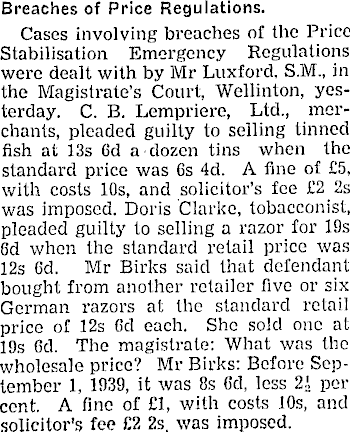 Breaches of Price Regulations.
Cases involving breaches of the Price
Stabilisation Emergency Regulations
were dealt with by Mr Luxford, S.M., in
the Magistrate's Court, Wellinton, yes-
terday. C. B. Lempriere, Ltd., mer-
chants, pleaded guilty to selling tinned
fish at 13s 6d a dozen tins when the
standard price was 6s 4d. A fine of £5,
with costs 10s, and solicitor's fee £2 2s
was imposed. Doris Clarke, tobacconist,
pleaded guilty to selling a razor for 19s
6d when the standard retail price was
12s 6d. Mr Birks said that defendant
bought from another retailer five or six
German razors at the standard retail
price of 12s 6d each. She sold one at
19s 6d. The magistrate: What was the
wholesale price? Mr Birks: Before Sep-
tember 1, 1939, it was 8s 6d, less 2½ per
cent. A fine of £1, with costs 10s, and
solicitor's fee £2 2s, was imposed.